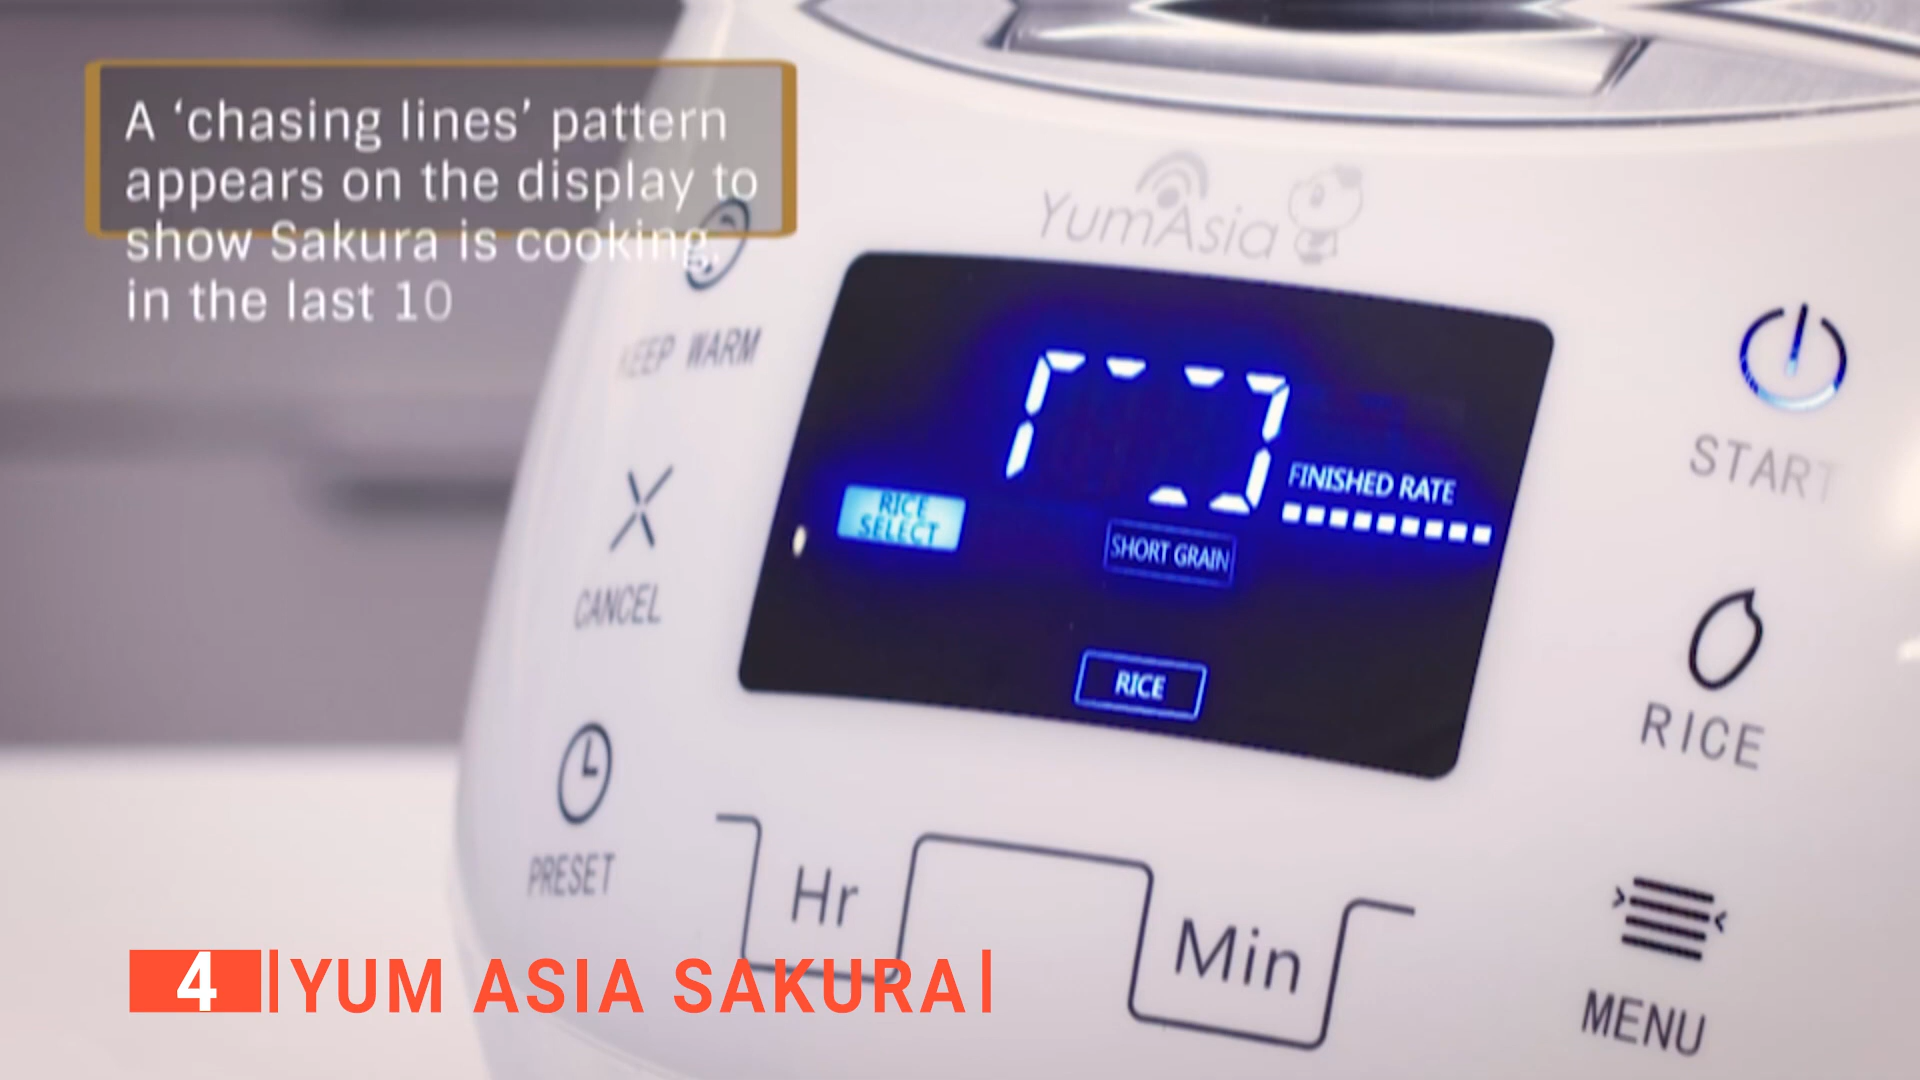 A ‘chasing lines’ pattern
appears on the display to
show Sakura is cooking,
in the last 10
YumAsia
KEEP WARM
START
FINISHED RATE
RICE
SELECT
SHORT GRAIN
CANCEL
RICE
RICE
PRESET
Hr
Min
MENU
4
YUM ASIA SAKURA